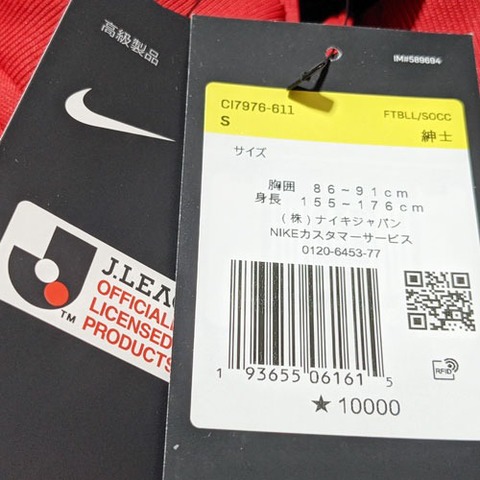 高級製品
J.LEAG
OFFICIAL
LICENSED
PRODUCTS
TM
IM#589694
CI7976-611
FTBLL/SOCC
S
紳士
サイズ
胸囲 86~91cm
身長 155~176cm
(株)ナイキジャパン
NIKEカスタマーサービス
0120-6453-77
RFID
1 93655 06161 5
★10000